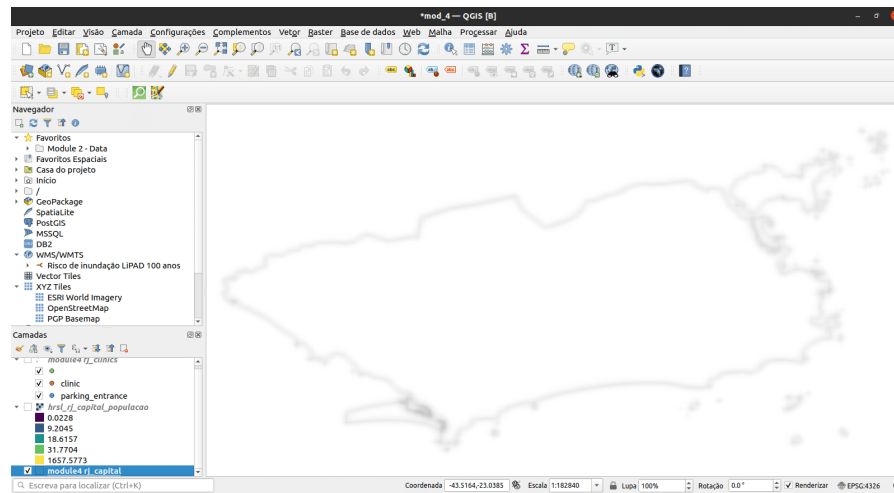 *mod_4 — QGIS [B]
Projeto Editar Visão Camada Configurações Complementos Vetor Raster Base de dados Web Malha Processar Ajuda
Navegador
Favoritos
Module 2 - Data
Favoritos Espaciais
Casa do projeto
Início
/
GeoPackage
SpatiaLite
PostGIS
MSSQL
DB2
WMS/WMTS
Risco de inundação LiPAD 100 anos
Vector Tiles
XYZ Tiles
ESRI World Imagery
OpenStreetMap
PGP Basemap
Camadas
module4 rj_clinics
clinic
parking_entrance
hrsl_rj_capital_populacao
0.0228
9.2045
18.6157
31.7704
1657.5773
module4 rj_capital
Escreva para localizar (Ctrl+K)
Coordenada -43.5164,-23.0385 Escala 1:182840 Lupa 100% Rotação 0.0 ° Renderizar EPSG:4326